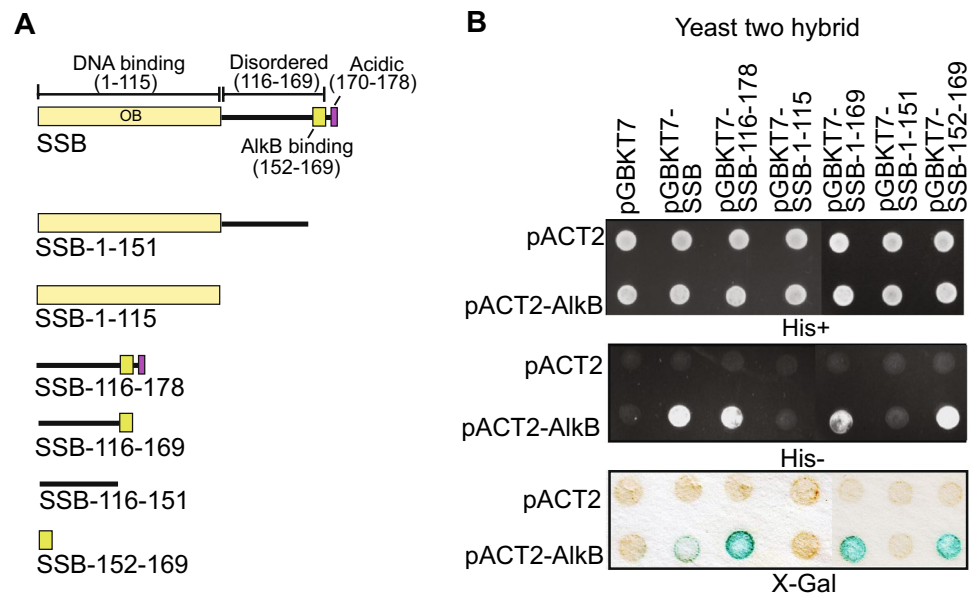 A
DNA binding
(1-115)
Disordered
(116-169)
Acidic
(170-178)
OB
SSB
AlkB binding
(152-169)
SSB-1-151
SSB-1-115
SSB-116-178
SSB-116-169
SSB-116-151
SSB-152-169
B
Yeast two hybrid
pGBKT7
pGBKT7-
SSB
pGBKT7-
SSB-116-178
pGBKT7-
SSB-1-115
pGBKT7-
SSB-1-169
pGBKT7-
SSB-1-151
pGBKT7-
SSB-152-169
pACT2
pACT2-AlkB
His+
pACT2
pACT2-AlkB
His-
pACT2
pACT2-AlkB
X-Gal